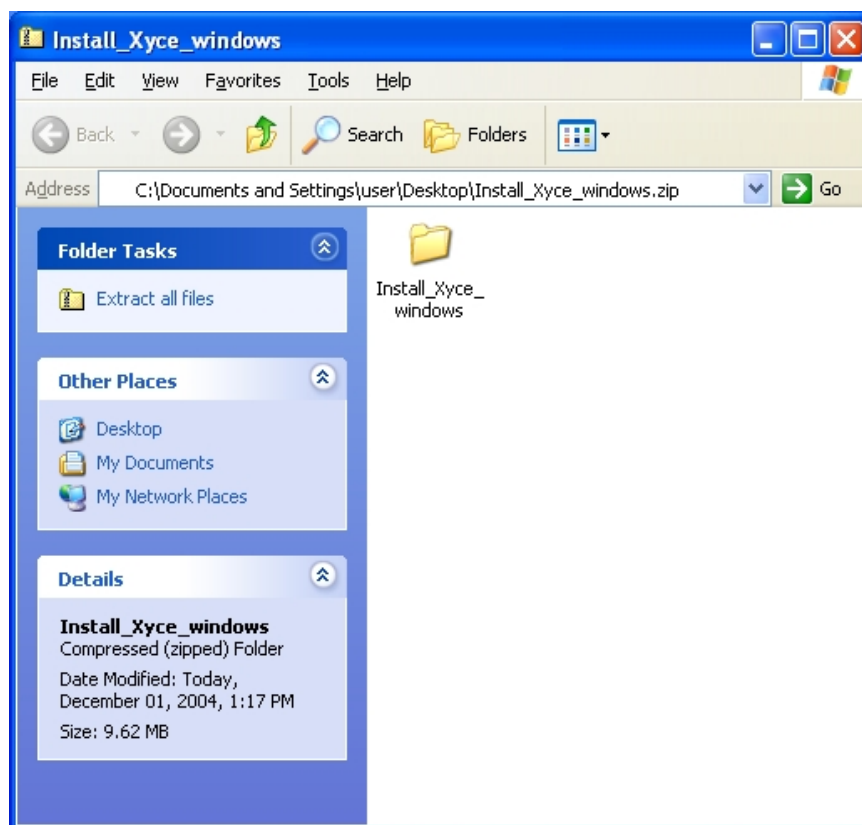 Install_Xyce_windows
File Edit View Favorites Tools Help
Back Search Folders
Address C:\Documents and Settings\user\Desktop\Install_Xyce_windows.zip Go
Folder Tasks
Extract all files
Other Places
Desktop
My Documents
My Network Places
Details
Install_Xyce_windows
Compressed (zipped) Folder
Date Modified: Today,
December 01, 2004, 1:17 PM
Size: 9.62 MB
Install_Xyce_
windows